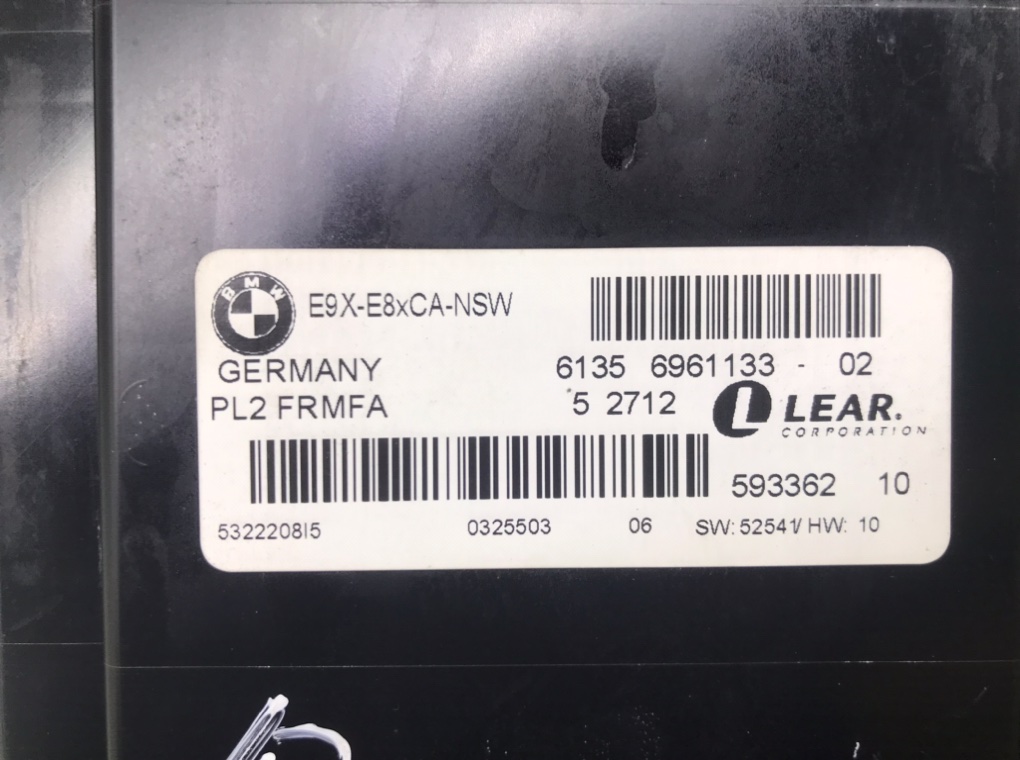 BMW
E9X-E8xCA-NSW
GERMANY
6135 6961133 - 02
PL2 FRMFA
*5 2712
L LEAR.
CORPORATION
593362 10
5322208I5
0325503 06 SW: 52541/ HW: 10